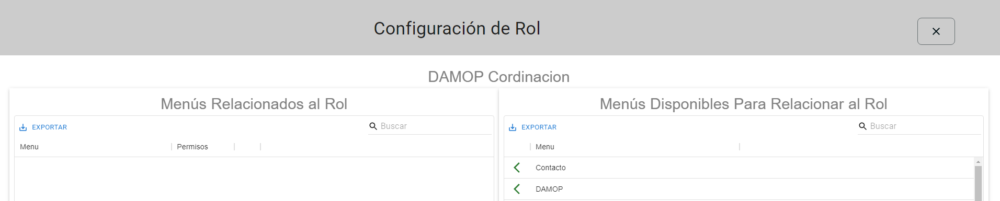 Configuración de Rol
DAMOP Cordinacion
Menús Relacionados al Rol
EXPORTAR
Buscar
Menu
Permisos
Menús Disponibles Para Relacionar al Rol
EXPORTAR
Buscar
Menu
Contacto
DAMOP